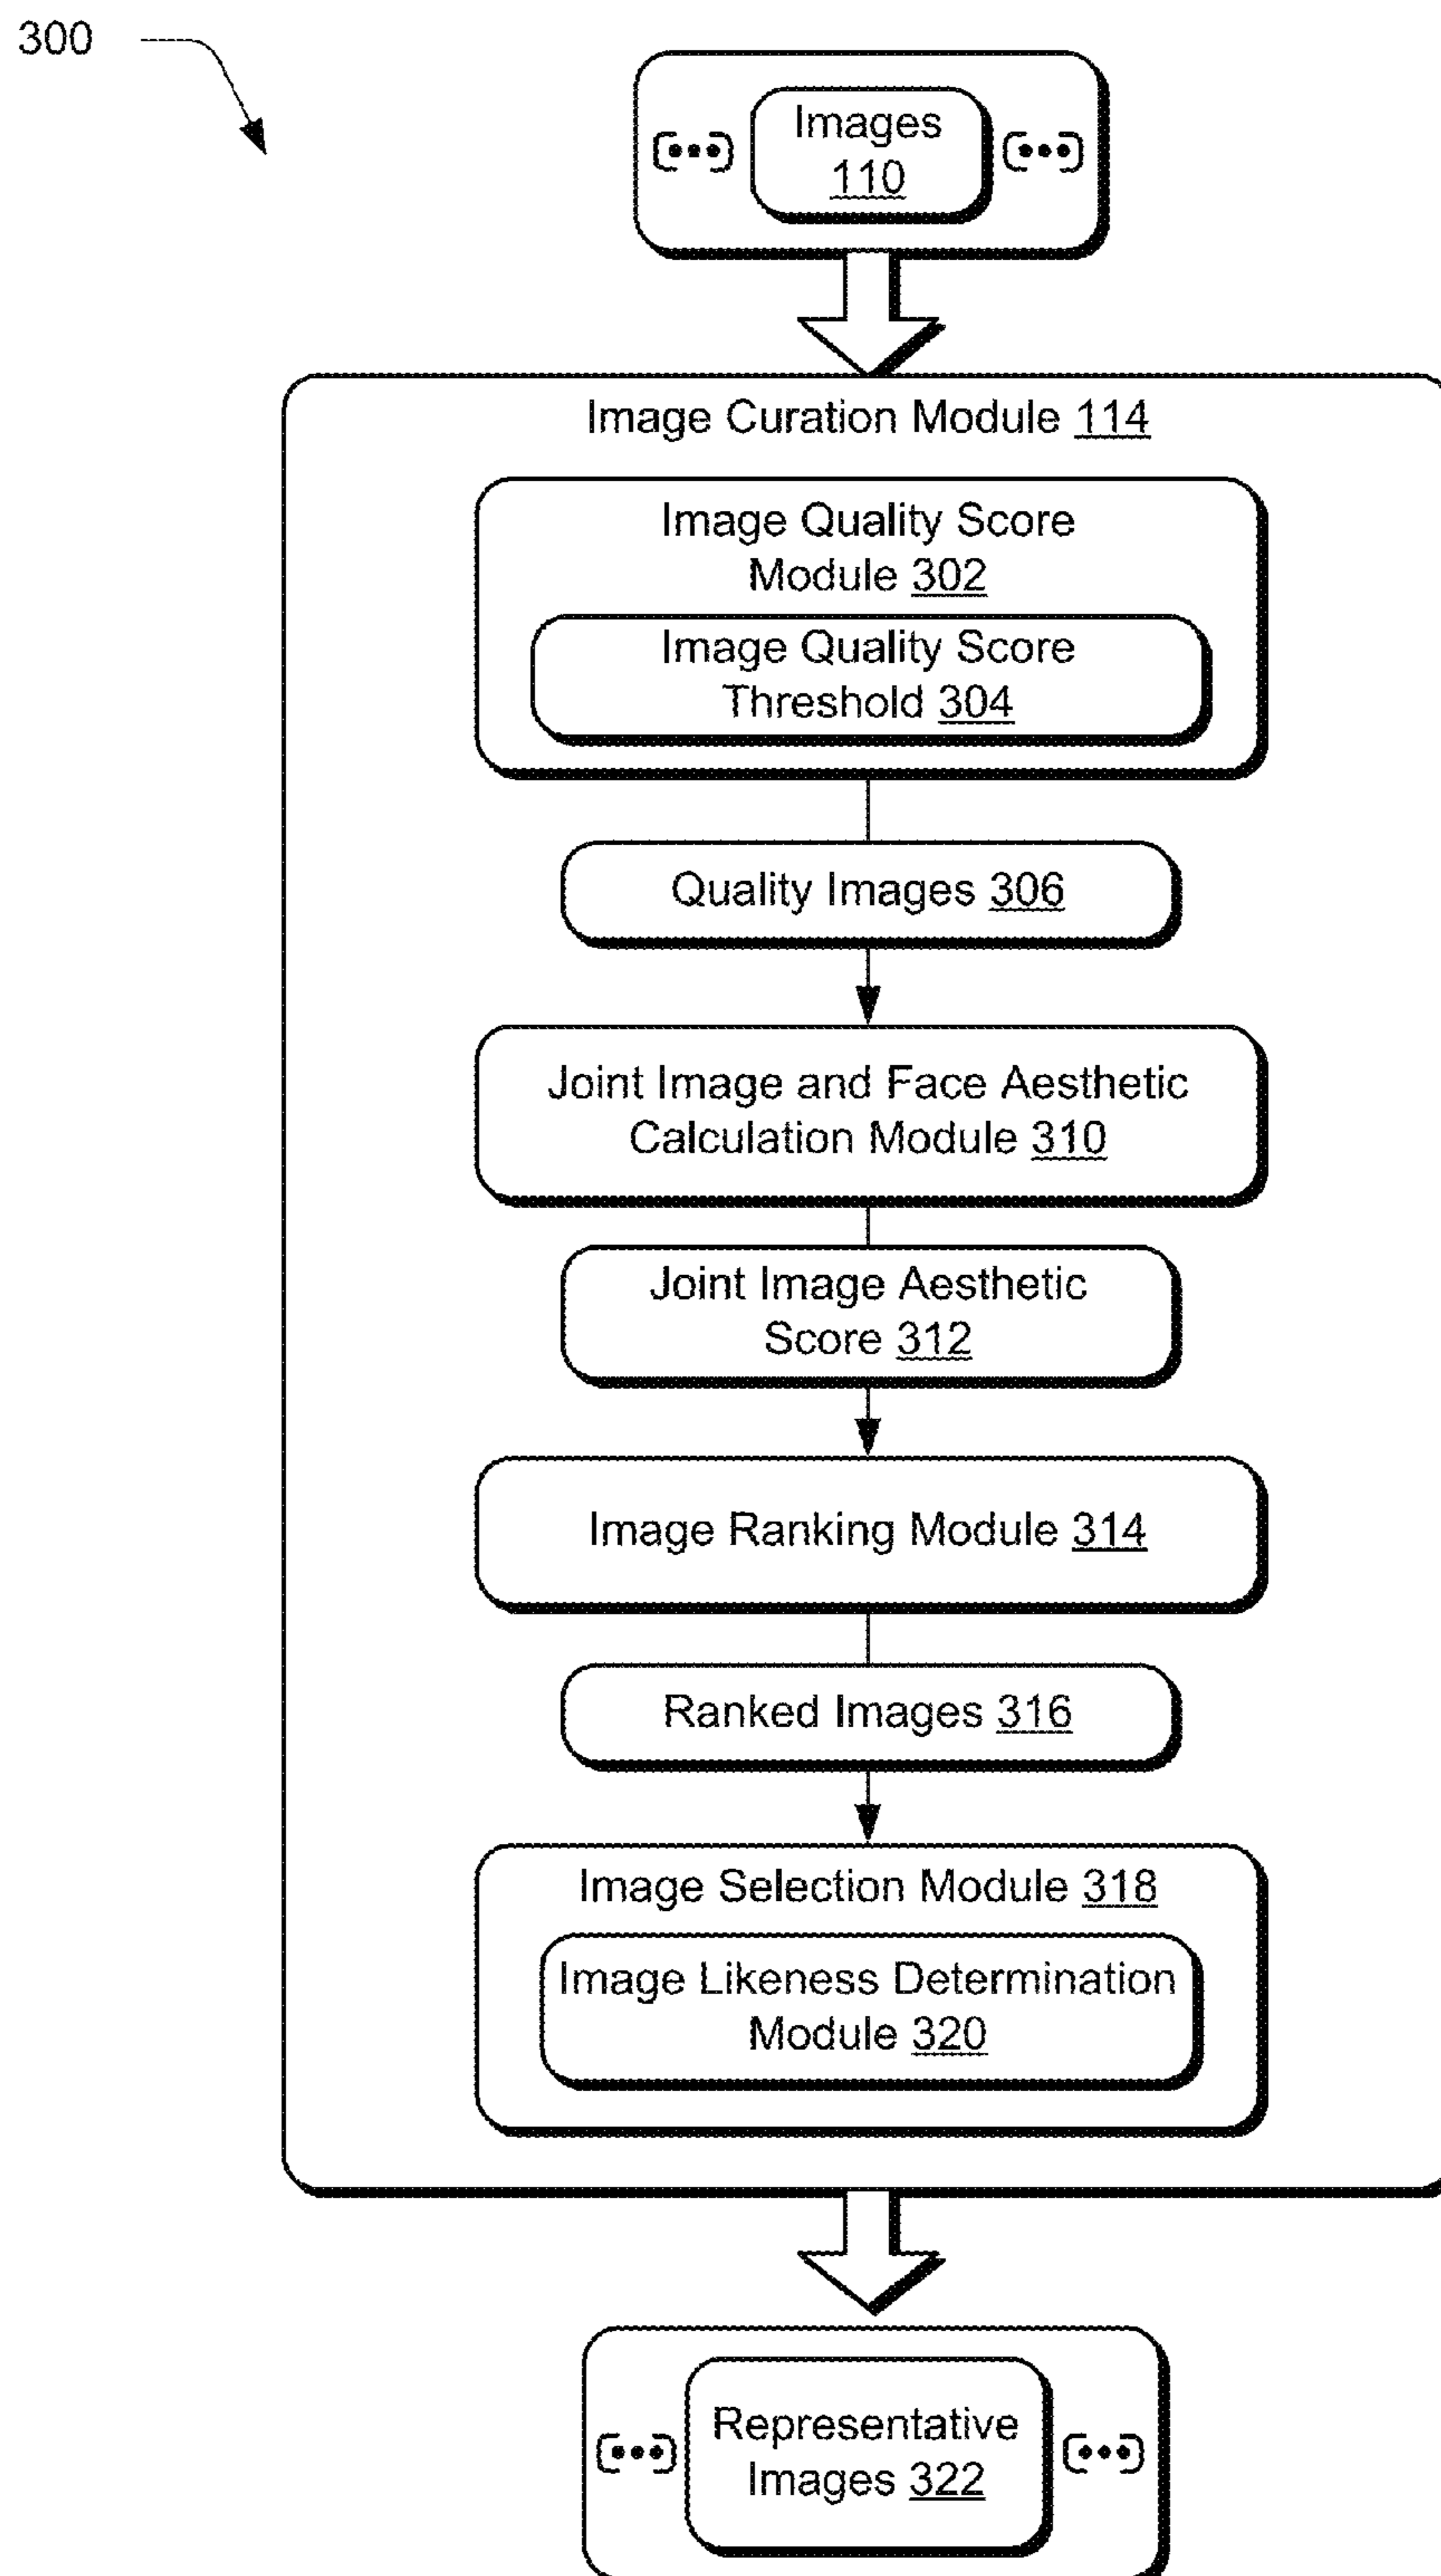 300
Images
110
Image Curation Module 114
Image Quality Score
Module 302
Image Quality Score
Threshold 304
Quality Images 306
Joint Image and Face Aesthetic
Calculation Module 310
Joint Image Aesthetic
Score 312
Image Ranking Module 314
Ranked Images 316
Image Selection Module 318
Image Likeness Determination
Module 320
Representative
Images 322